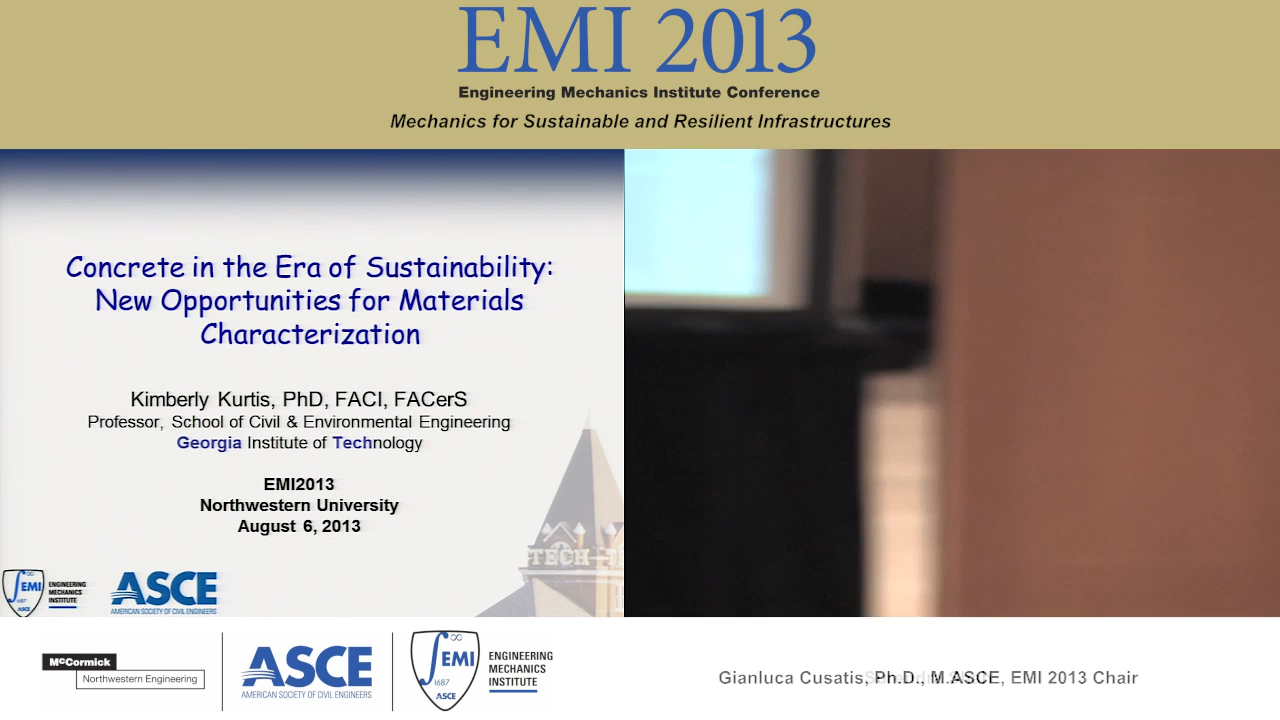 EMI 2013
Engineering Mechanics Institute Conference
Mechanics for Sustainable and Resilient Infrastructures
Concrete in the Era of Sustainability:
New Opportunities for Materials
Characterization
Kimberly Kurtis, PhD, FACI, FACerS
Professor, School of Civil & Environmental Engineering
Georgia Institute of Technology
EMI2013
Northwestern University
August 6, 2013
TECH
EMI
1687
ASCE
ENGINEERING
MECHANICS
INSTITUTE
ASCE
AMERICAN SOCIETY OF CIVIL ENGINEERS
McCormick
Northwestern Engineering
ASCE
AMERICAN SOCIETY OF CIVIL ENGINEERS
EMI
1687
ASCE
ENGINEERING
MECHANICS
INSTITUTE
Gianluca Cusatis, Ph.D., M.ASCE, EMI 2013 Chair